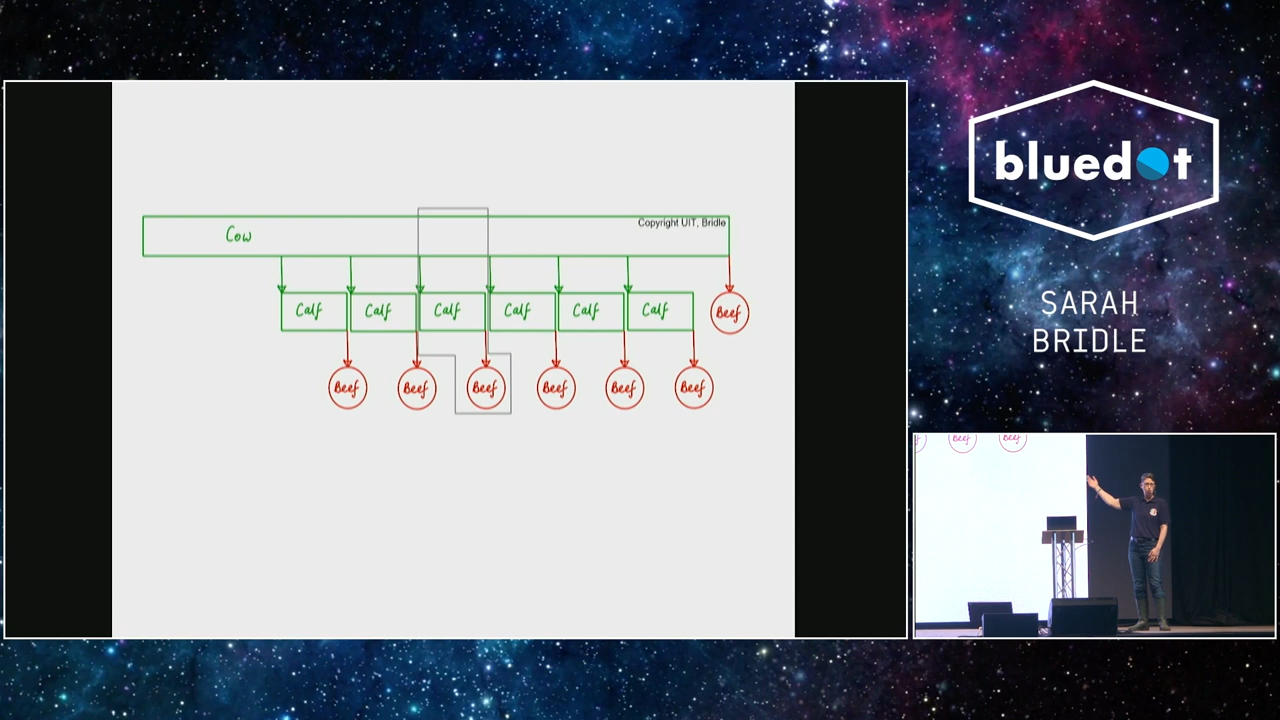 Cow
Copyright UIT, Bridle
Calf Calf Calf Calf Calf Calf Beef
Beef Beef Beef Beef Beef Beef
bluedot
SARAH
BRIDLE
Beef Beef